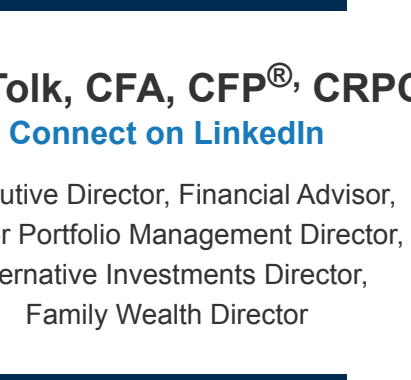 Tolk, CFA, CFP®, CRPC
Connect on LinkedIn
utive Director, Financial Advisor,
r Portfolio Management Director,
ernative Investments Director,
Family Wealth Director